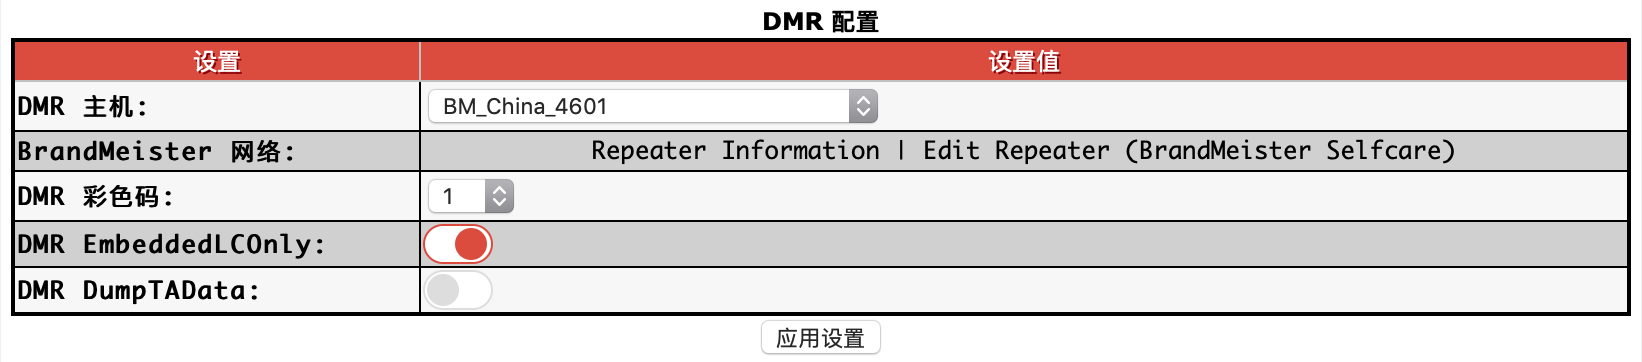 DMR 配置
设置 设置值
DMR 主机: BM_China_4601
BrandMeister 网络: Repeater Information | Edit Repeater (BrandMeister Selfcare)
DMR 彩色码: 1
DMR EmbeddedLCOnly:
DMR DumpTAData:
应用设置